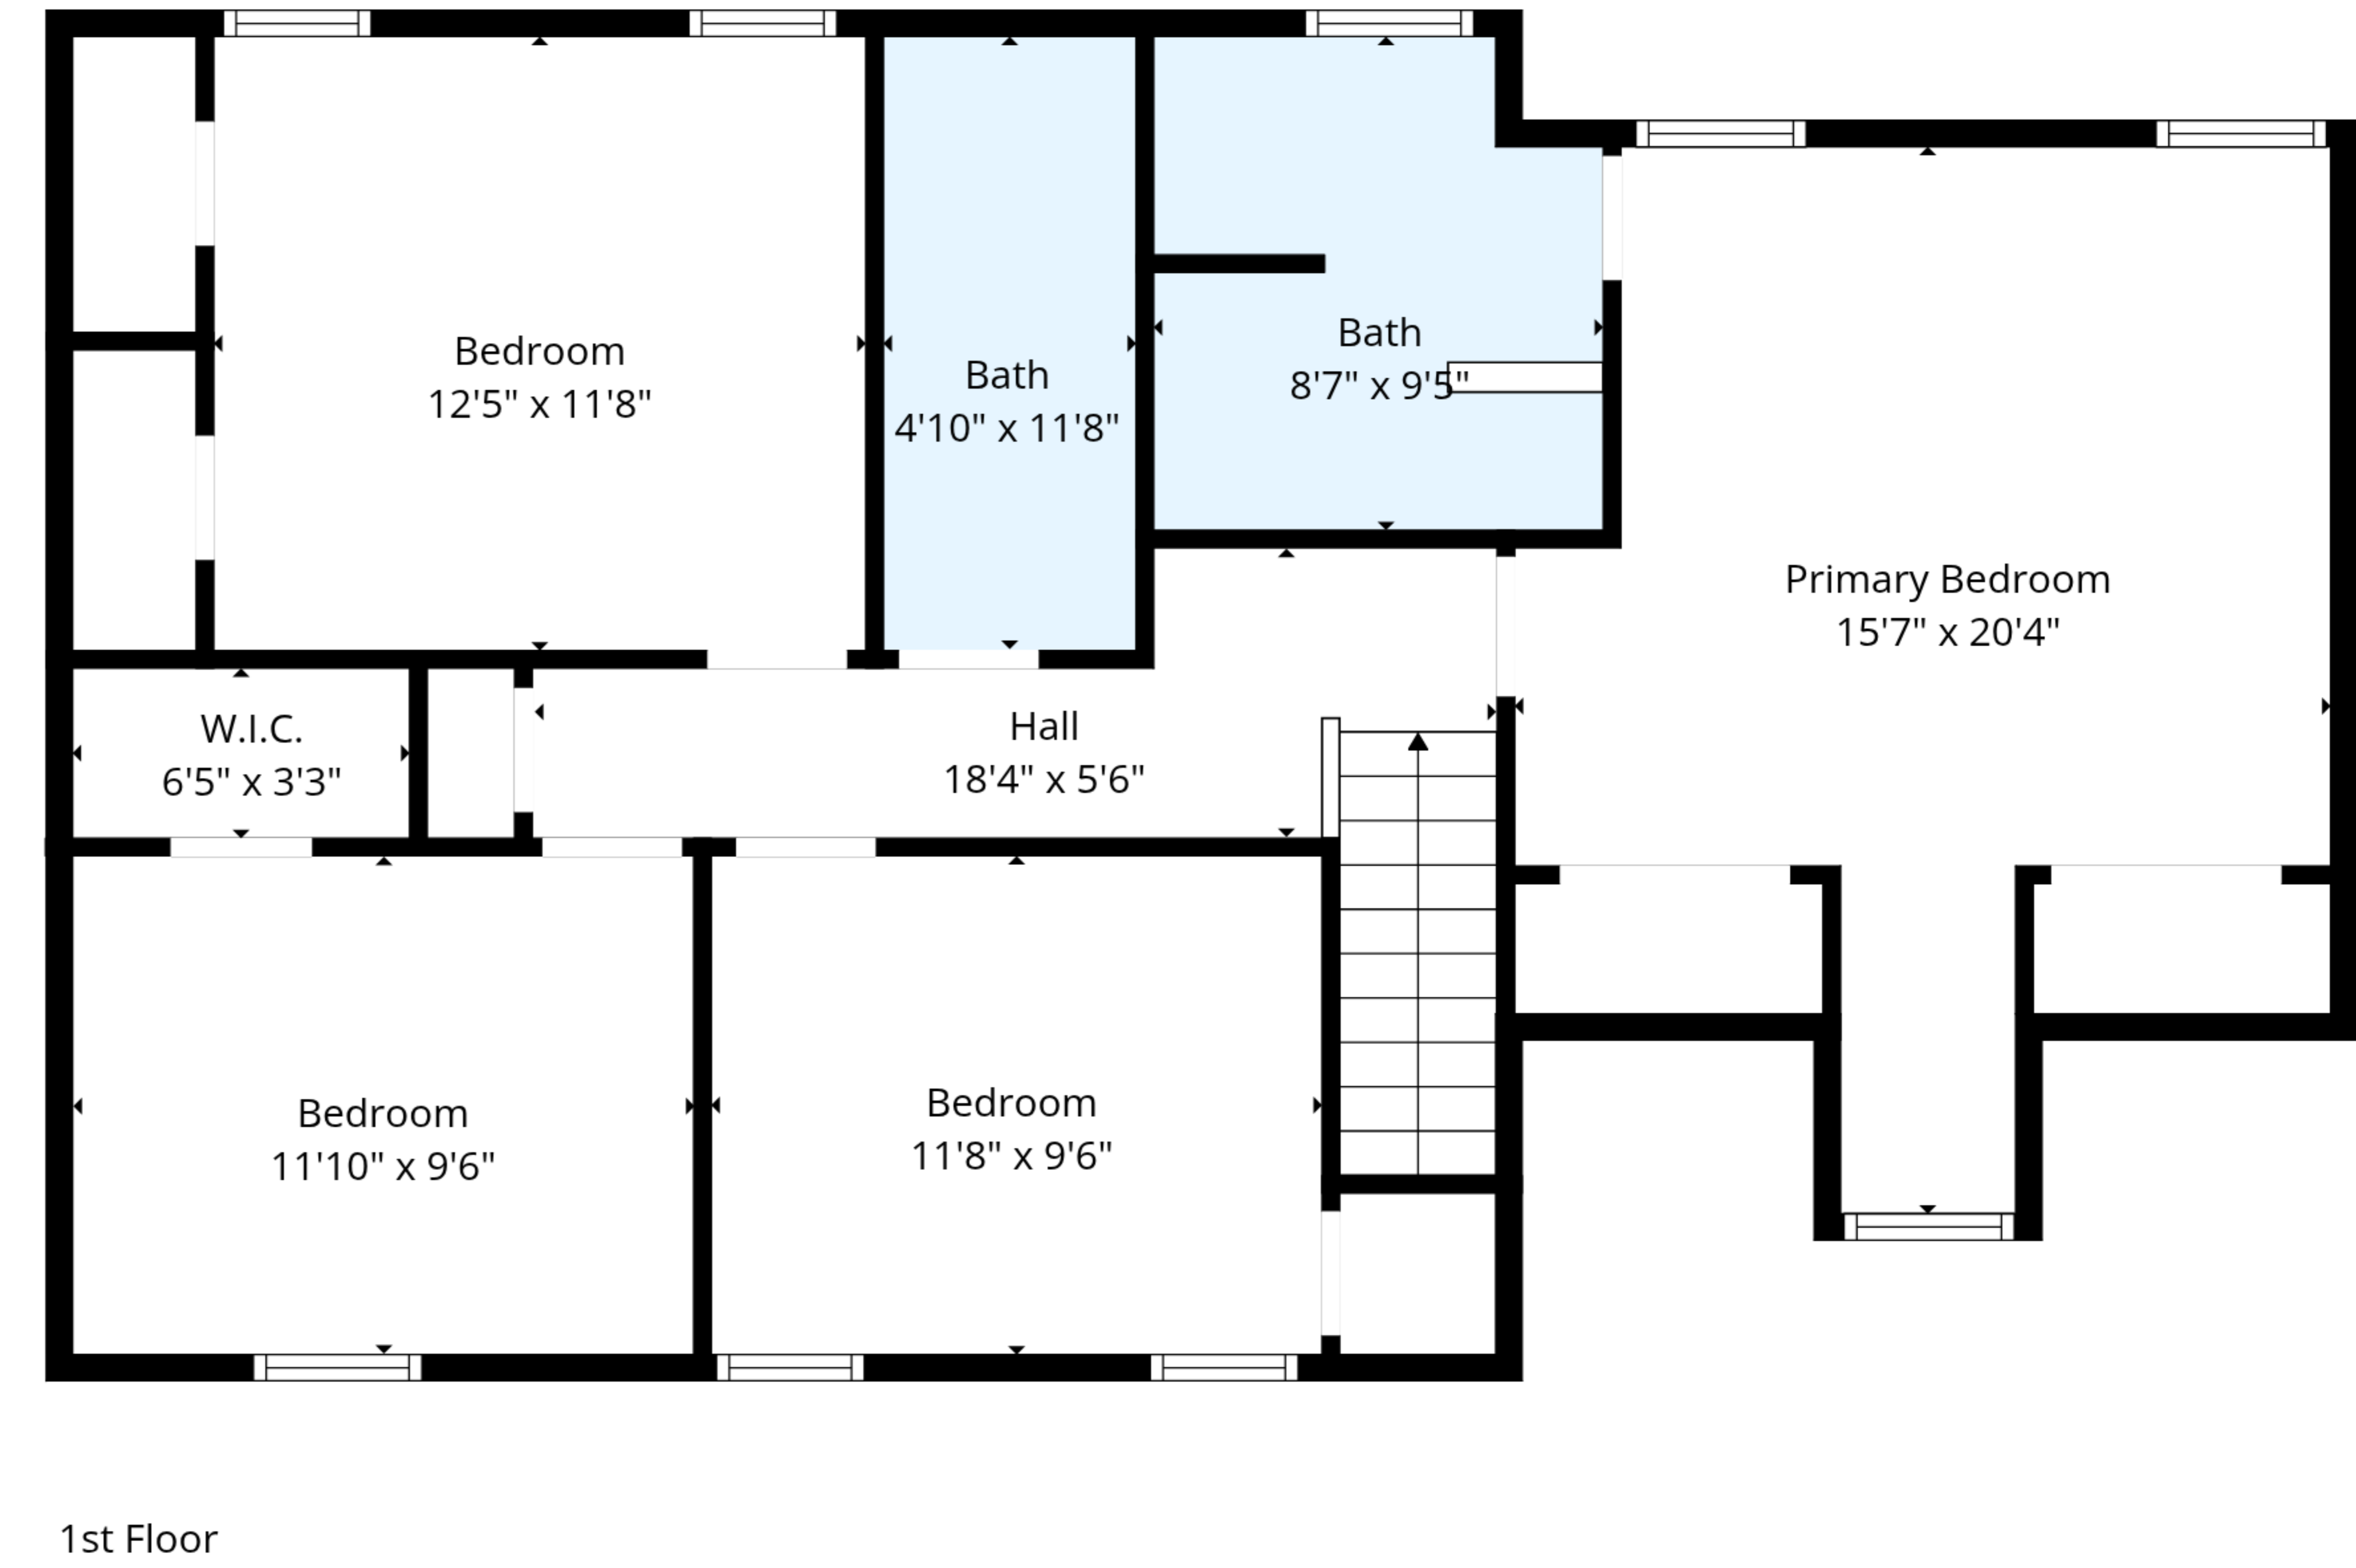 Bedroom
12'5" x 11'8"
Bath
4'10" x 11'8"
Bath
8'7" x 9'5"
Primary Bedroom
15'7" x 20'4"
W.I.C.
6'5" x 3'3"
Hall
18'4" x 5'6"
Bedroom
11'10" x 9'6"
Bedroom
11'8" x 9'6"
1st Floor